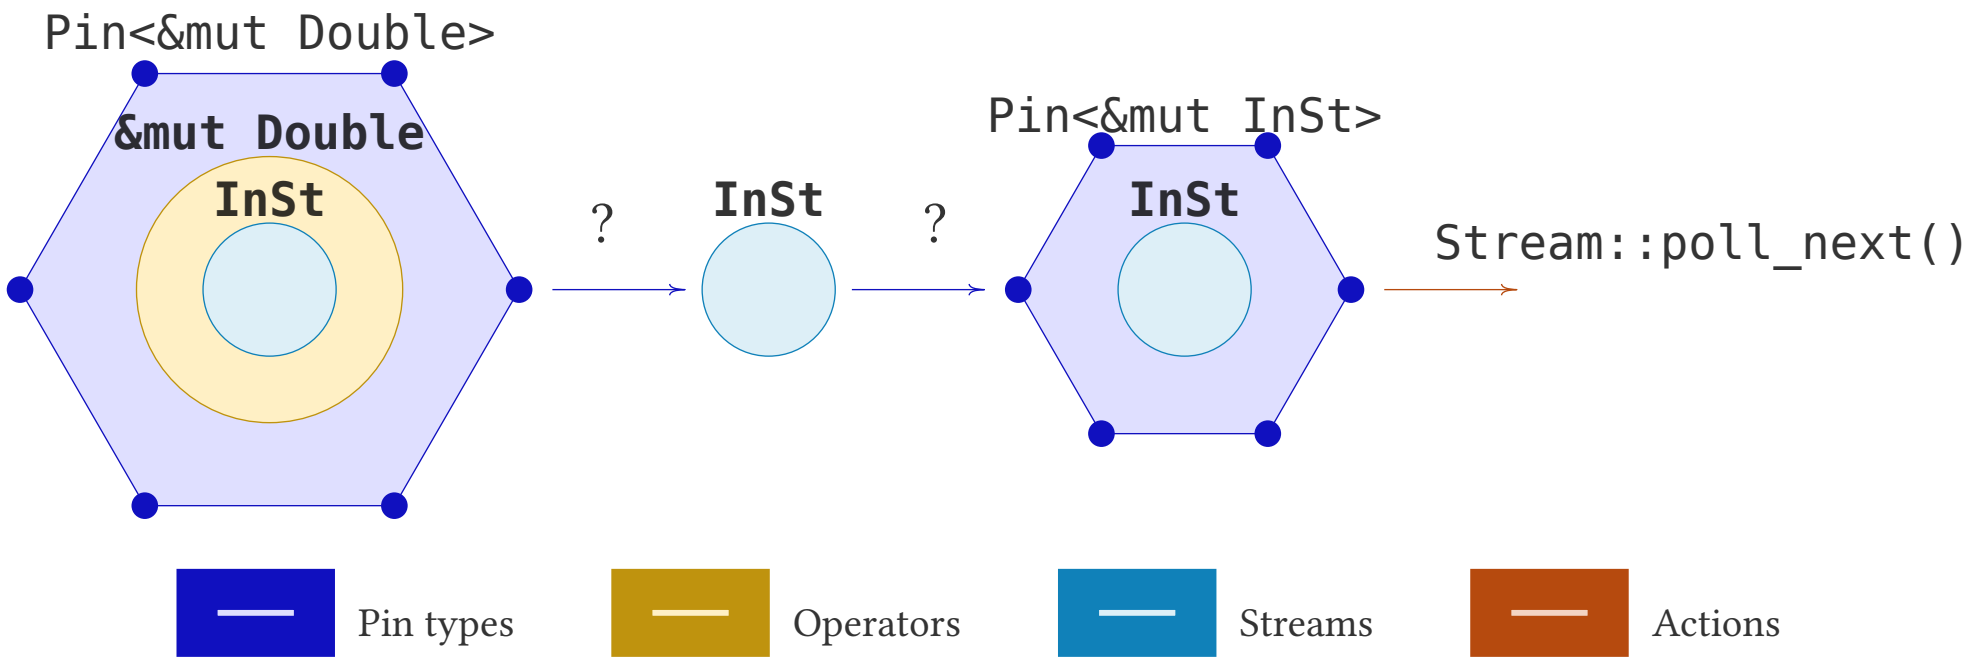 Pin<&mut Double>
&mut Double
InSt
?
InSt
?
Pin<&mut InSt>
InSt
Stream::poll_next()
Pin types
Operators
Streams
Actions